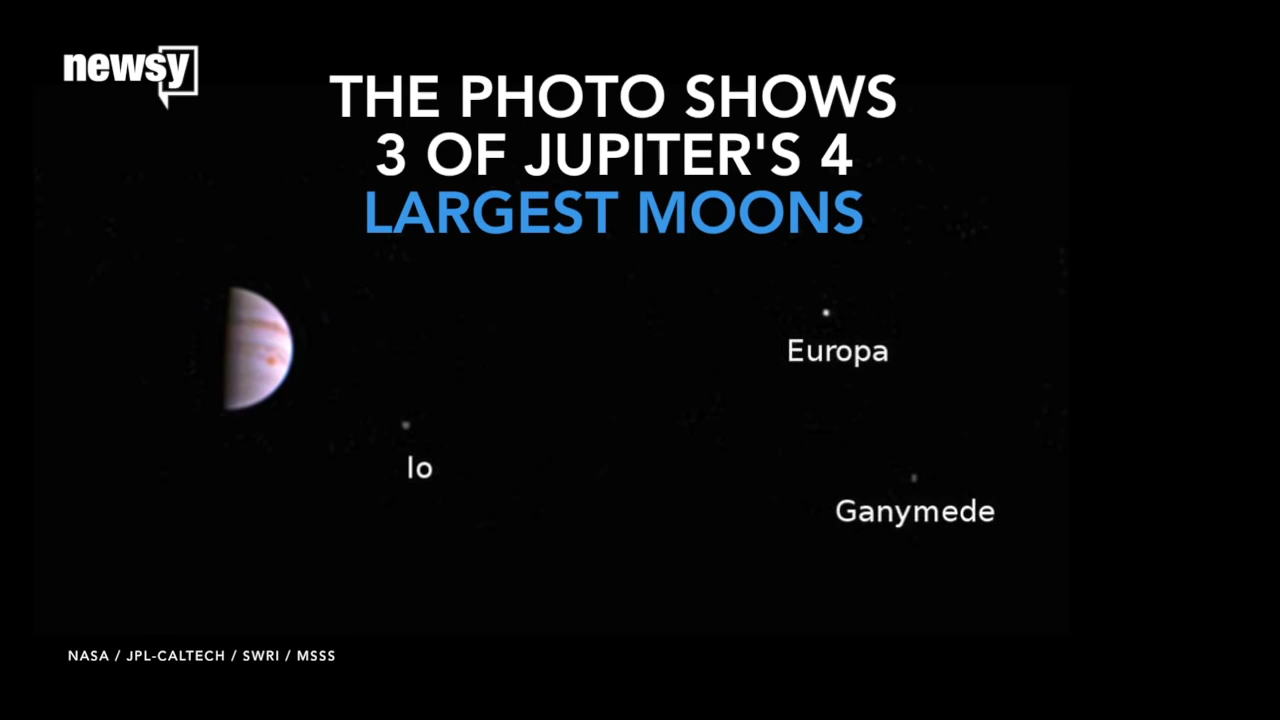 newsy
THE PHOTO SHOWS
3 OF JUPITER'S 4
LARGEST MOONS
Europa
Io
Ganymede
NASA / JPL-CALTECH / SWRI / MSSS